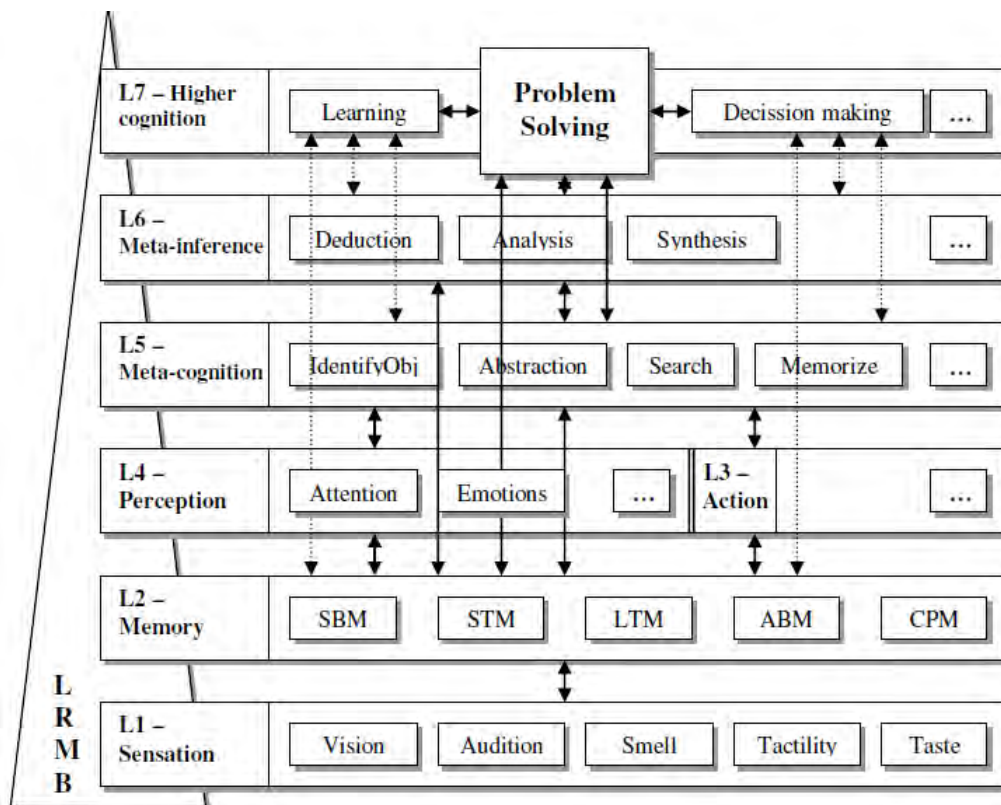 L7 – Higher
cognition
Learning
Problem
Solving
Decission making
...
L6 –
Meta-inference
Deduction
Analysis
Synthesis
...
L5 –
Meta-cognition
IdentifyObj
Abstraction
Search
Memorize
...
L4 –
Perception
Attention
Emotions
...
L3 –
Action
...
L2 –
Memory
SBM
STM
LTM
ABM
CPM
L
R
M
B
L1 –
Sensation
Vision
Audition
Smell
Tactility
Taste